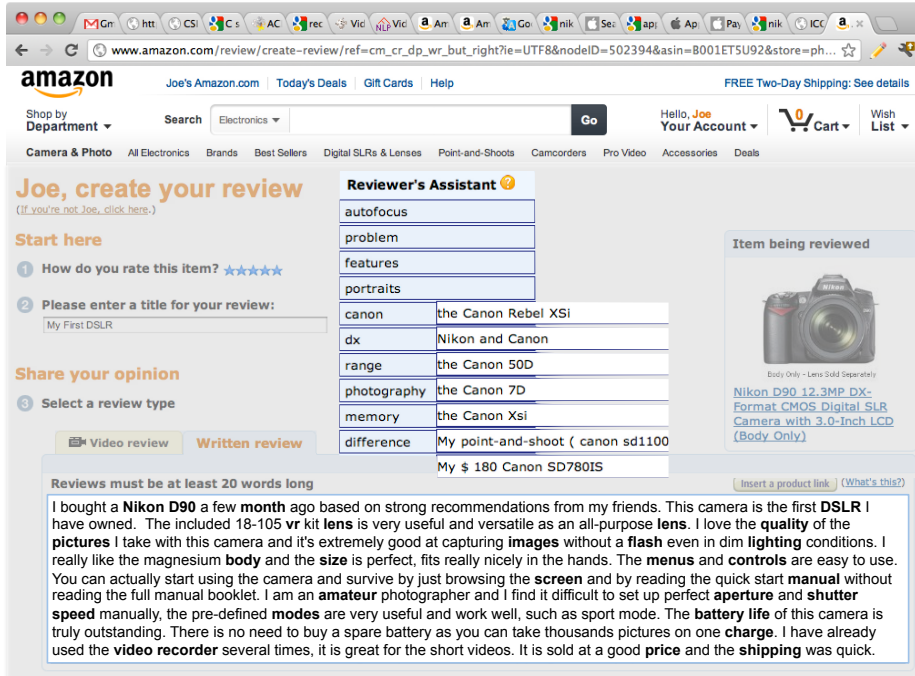 Gm
htt
CSI
C s
AC
rec
Vic
Vic
Am
Am
Go
nik
Sea
app
Ap
Pay
nik
ICC
www.amazon.com/review/create-review/ref=cm_cr_dp_wr_but_right?ie=UTF8&nodeID=502394&asin=B001ET5U92&store=ph...
amazon
Joe's Amazon.com Today's Deals Gift Cards Help
FREE Two-Day Shipping: See details
Shop by
Department
Search Electronics Go
Hello, Joe
Your Account
0
Cart
Wish
List
Camera & Photo All Electronics Brands Best Sellers Digital SLRs & Lenses Point-and-Shoots Camcorders Pro Video Accessories Deals
Joe, create your review
(If you're not Joe, click here.)
Start here
1 How do you rate this item?
2 Please enter a title for your review:
My First DSLR
Share your opinion
3 Select a review type
Video review Written review
Reviewer's Assistant ?
autofocus
problem
features
portraits
canon the Canon Rebel XSi
dx Nikon and Canon
range the Canon 50D
photography the Canon 7D
memory the Canon Xsi
difference My point-and-shoot ( canon sd1100
My $ 180 Canon SD780IS
Item being reviewed
Nikon
Body Only - Lens Sold Seperately
Nikon D90 12.3MP DX-
Format CMOS Digital SLR
Camera with 3.0-Inch LCD
(Body Only)
Reviews must be at least 20 words long
Insert a product link (What's this?)
I bought a Nikon D90 a few month ago based on strong recommendations from my friends. This camera is the first DSLR I
have owned. The included 18-105 vr kit lens is very useful and versatile as an all-purpose lens. I love the quality of the
pictures I take with this camera and it's extremely good at capturing images without a flash even in dim lighting conditions. I
really like the magnesium body and the size is perfect, fits really nicely in the hands. The menus and controls are easy to use.
You can actually start using the camera and survive by just browsing the screen and by reading the quick start manual without
reading the full manual booklet. I am an amateur photographer and I find it difficult to set up perfect aperture and shutter
speed manually, the pre-defined modes are very useful and work well, such as sport mode. The battery life of this camera is
truly outstanding. There is no need to buy a spare battery as you can take thousands pictures on one charge. I have already
used the video recorder several times, it is great for the short videos. It is sold at a good price and the shipping was quick.